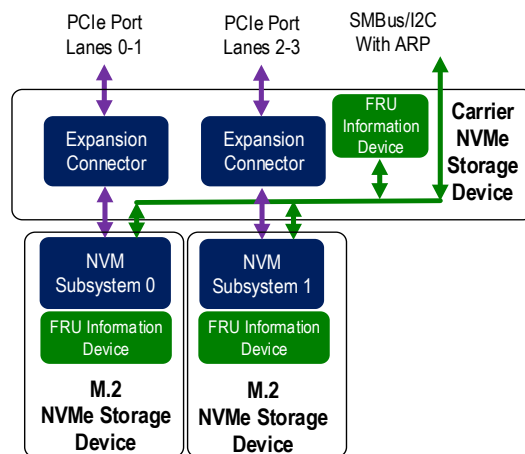 PCIe Port
Lanes 0-1
PCIe Port
Lanes 2-3
SMBus/I2C
With ARP
Expansion
Connector
Expansion
Connector
FRU
Information
Device
Carrier
NVMe
Storage
Device
NVM
Subsystem 0
FRU Information
Device
M.2
NVMe Storage
Device
NVM
Subsystem 1
FRU Information
Device
M.2
NVMe Storage
Device